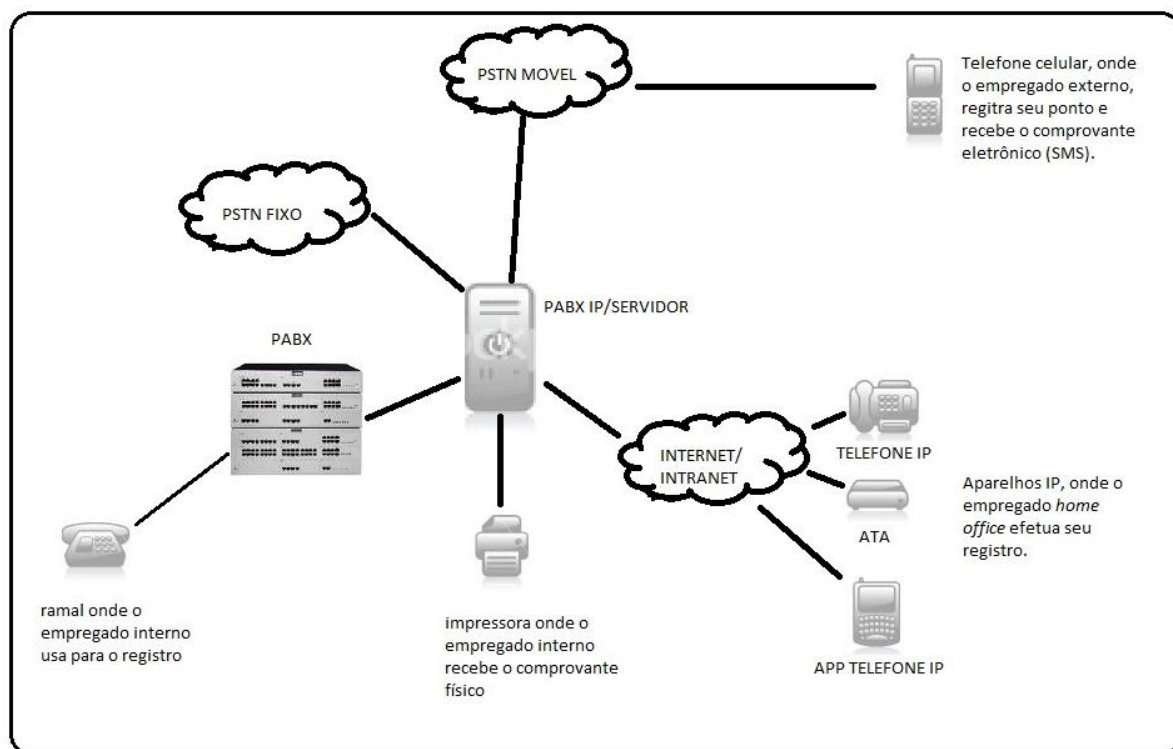 PSTN MOVEL
Telefone celular, onde
o empregado externo,
regitra seu ponto e
recebe o comprovante
eletrônico (SMS).
PSTN FIXO
PABX IP/SERVIDOR
PABX
INTERNET/
INTRANET
TELEFONE IP
Aparelhos IP, onde o
empregado home
office efetua seu
registro.
ATA
ramal onde o
empregado interno
usa para o registro
impressora onde o
empregado interno
recebe o comprovante
físico
APP TELEFONE IP